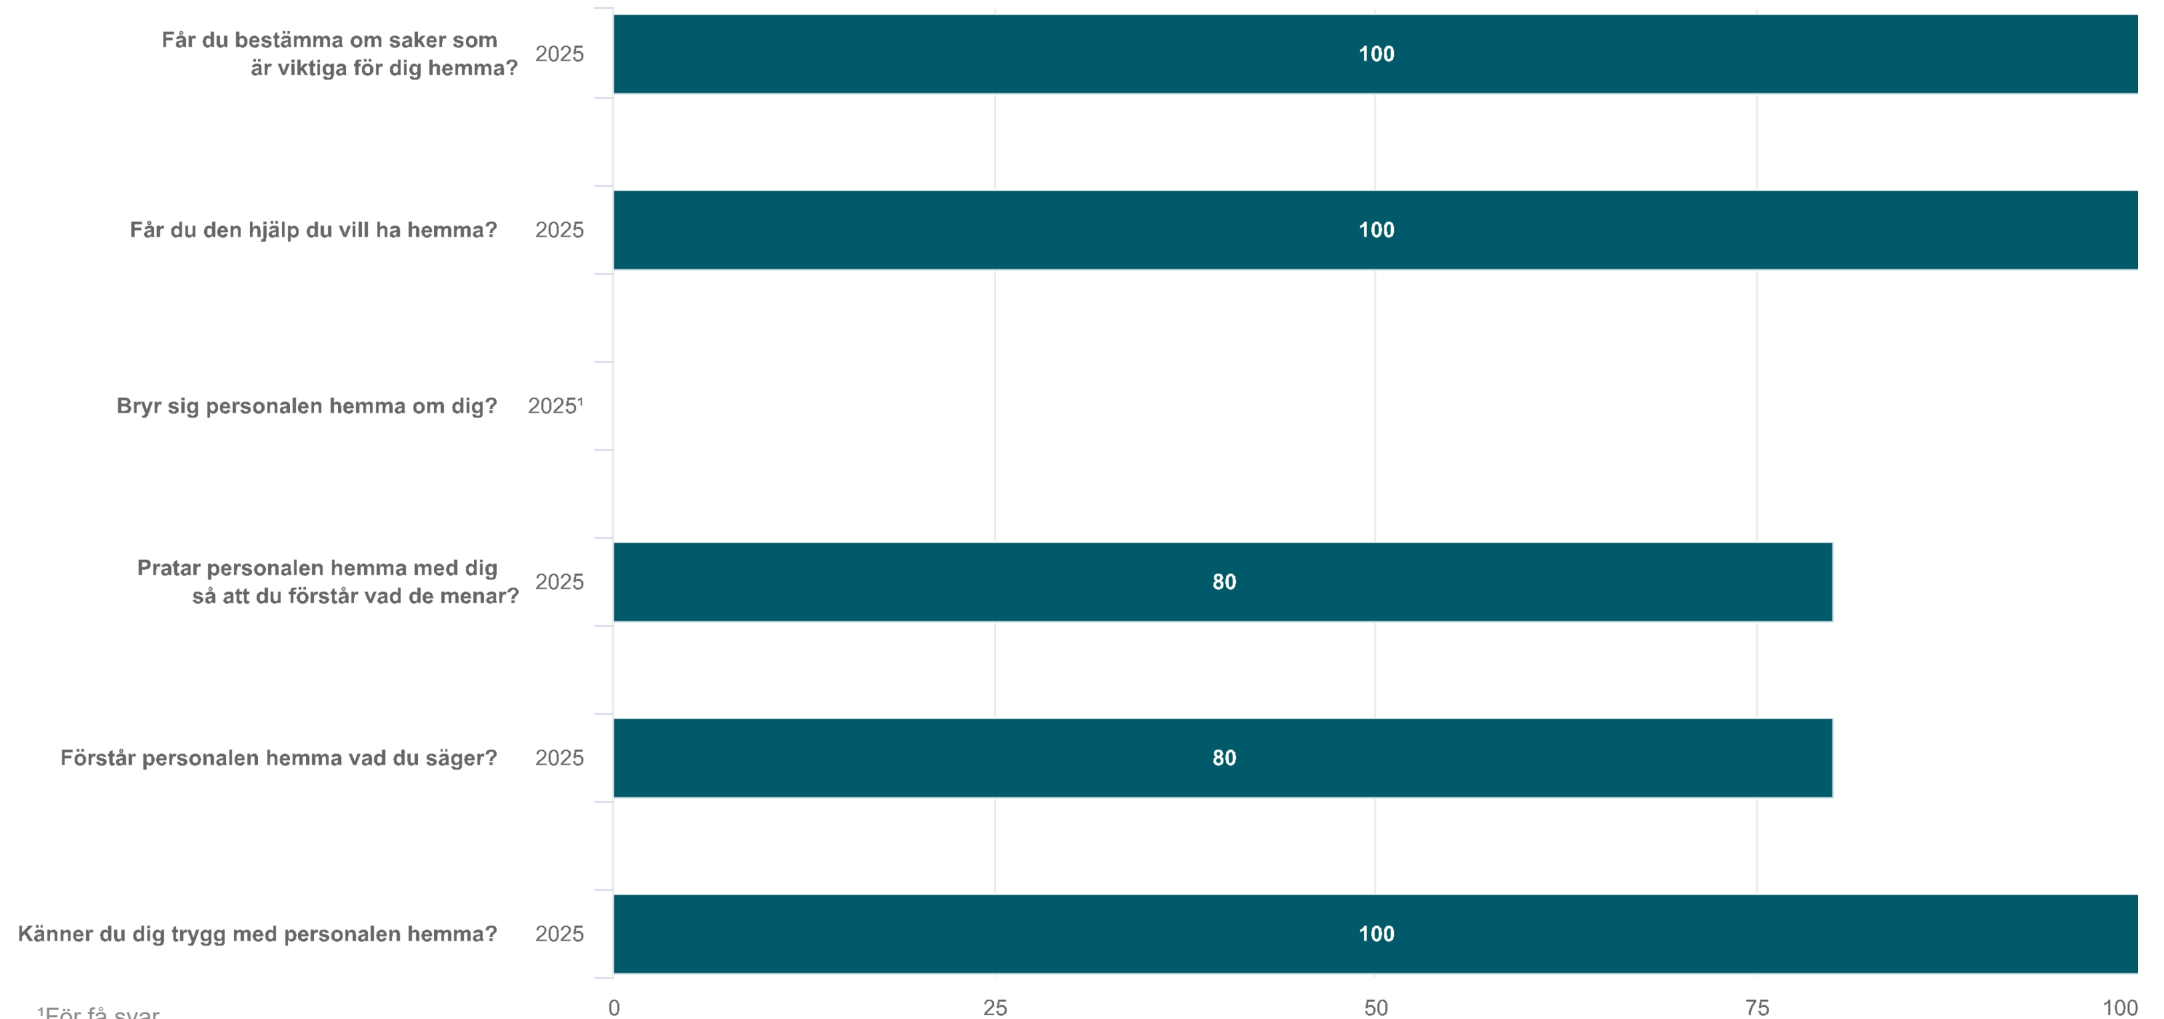 Får du bestämma om saker som
är viktiga för dig hemma?
2025
100
Får du den hjälp du vill ha hemma?
2025
100
Bryr sig personalen hemma om dig?
2025¹
Pratar personalen hemma med dig
så att du förstår vad de menar?
2025
80
Förstår personalen hemma vad du säger?
2025
80
Känner du dig trygg med personalen hemma?
2025
100
0 25 50 75 100
¹För få svar